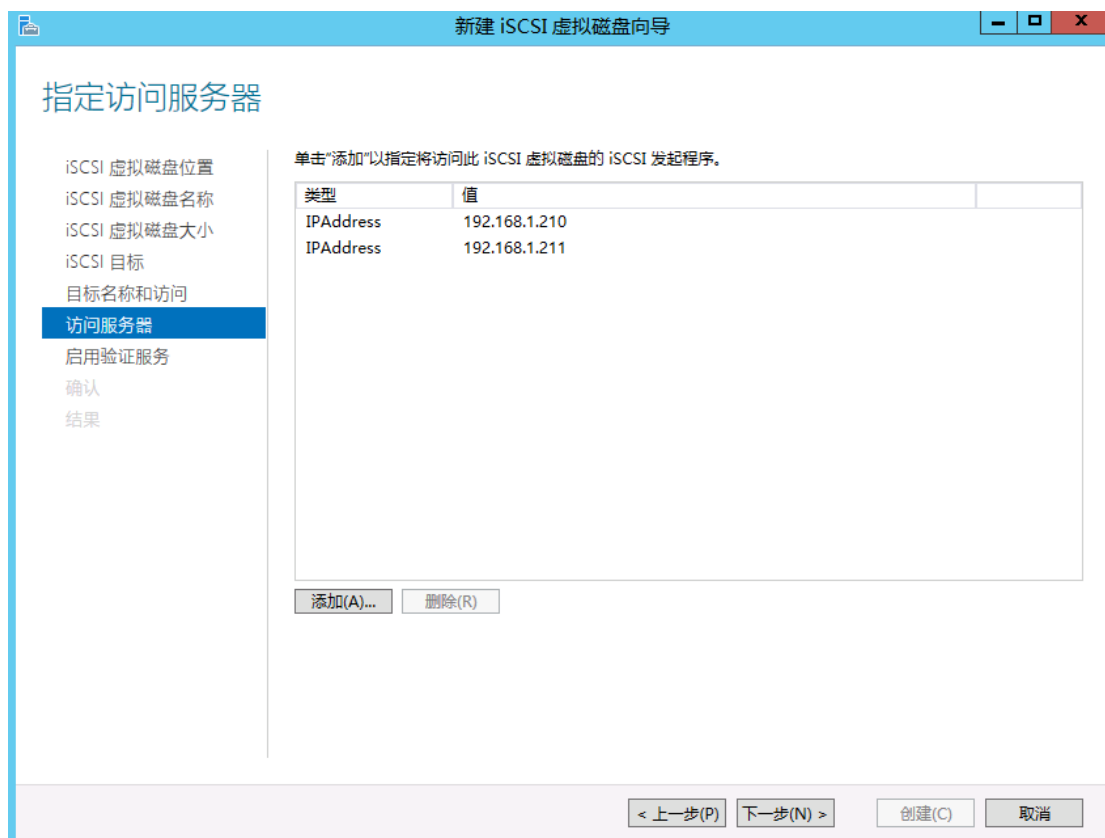 新建 iSCSI 虚拟磁盘向导
指定访问服务器
iSCSI 虚拟磁盘位置
iSCSI 虚拟磁盘名称
iSCSI 虚拟磁盘大小
iSCSI 目标
目标名称和访问
访问服务器
启用验证服务
确认
结果
单击“添加”以指定将访问此 iSCSI 虚拟磁盘的 iSCSI 发起程序。
类型 值
IPAddress 192.168.1.210
IPAddress 192.168.1.211
添加(A)... 删除(R)
< 上一步(P) 下一步(N) > 创建(C) 取消